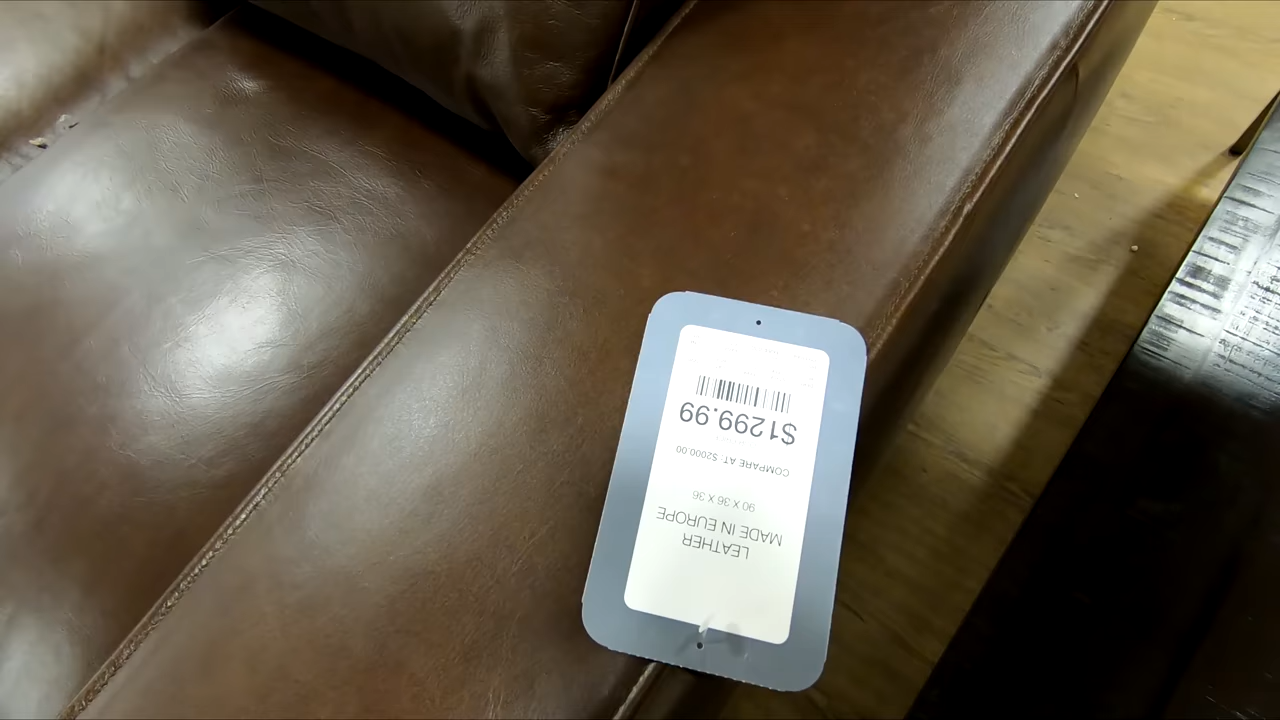 LEATHER
MADE IN EUROPE
90 X 36 X 36
COMPARE AT: $2000.00
$1299.99